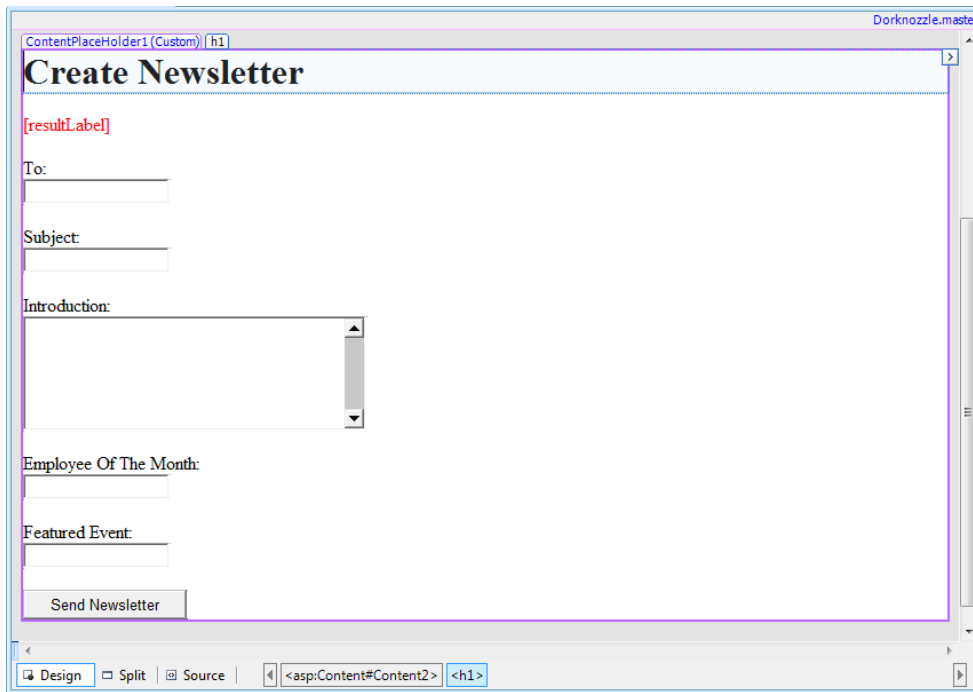 Dorknozzle.master
ContentPlaceHolder1 (Custom) h1
Create Newsletter
[resultLabel]
To:
Subject:
Introduction:
Employee Of The Month:
Featured Event:
Send Newsletter
Design Split Source <asp:Content#Content2> <h1>